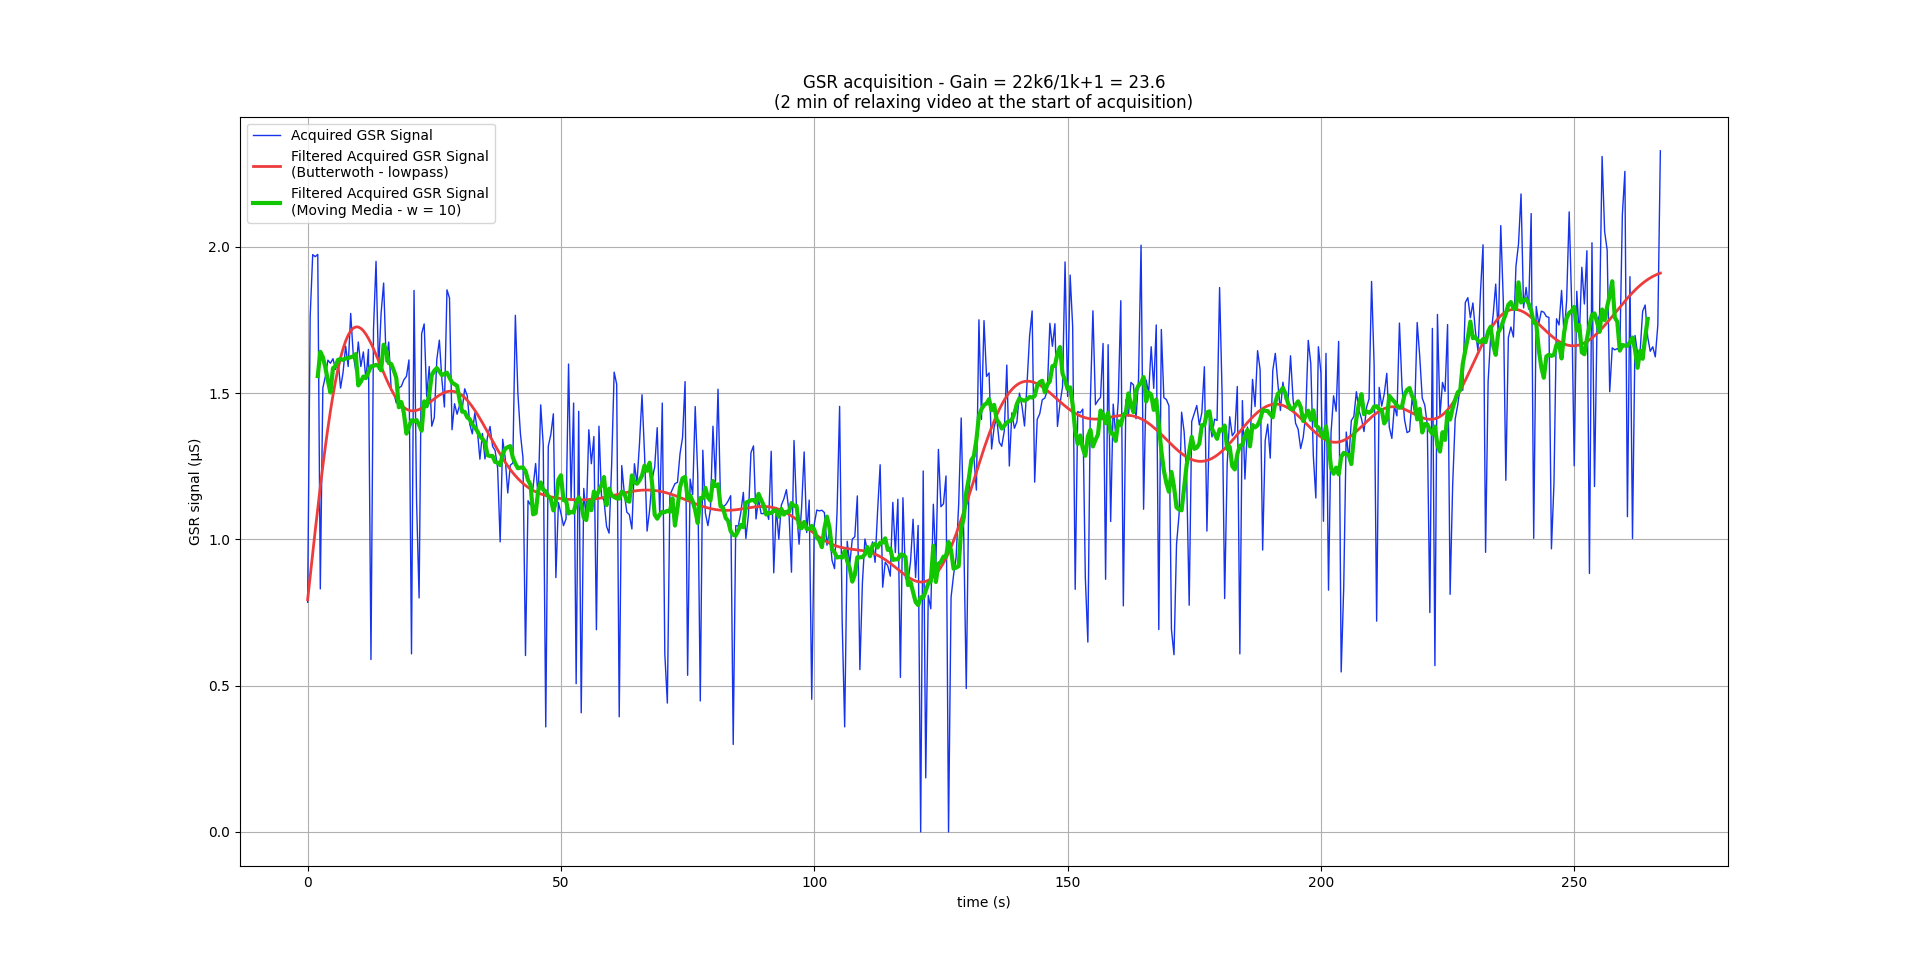 GSR acquisition - Gain = 22k6/1k+1 = 23.6
(2 min of relaxing video at the start of acquisition)
Acquired GSR Signal
Filtered Acquired GSR Signal
(Butterwoth - lowpass)
Filtered Acquired GSR Signal
(Moving Media - w = 10)
GSR signal (µS)
2.0
1.5
1.0
0.5
0.0
0 50 100 150 200 250
time (s)